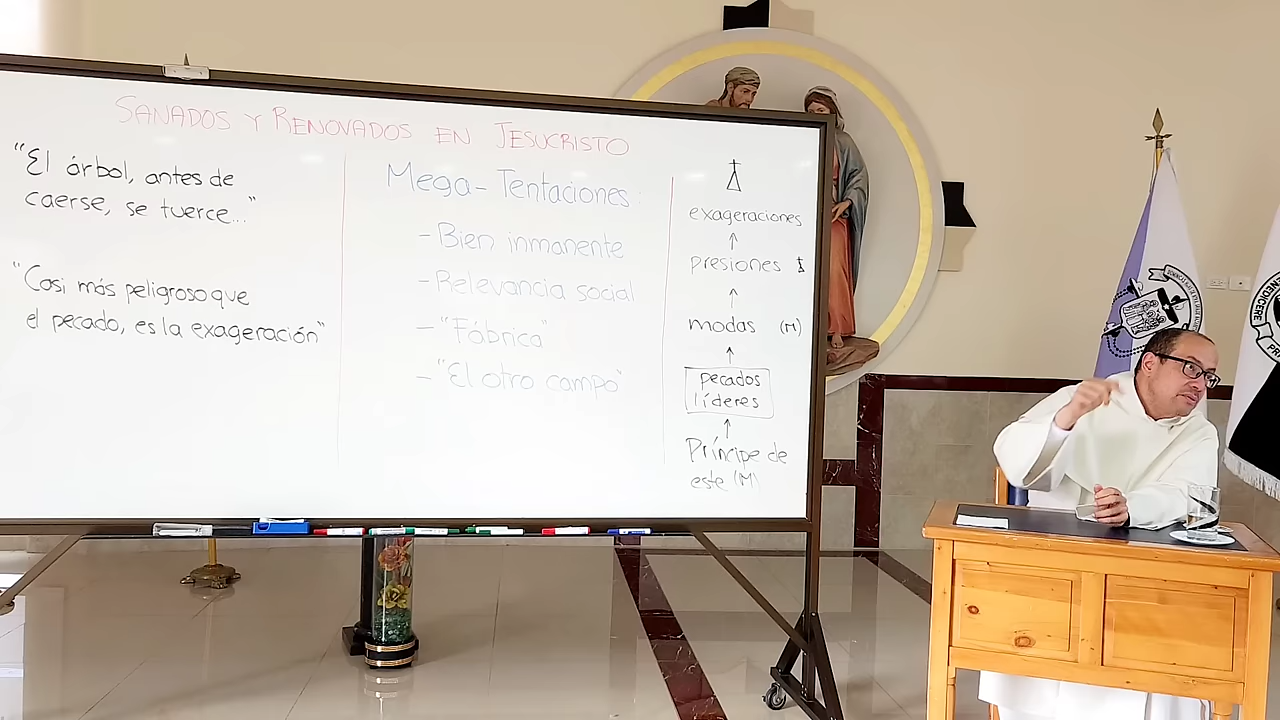 SANADOS Y RENOVADOS EN JESUCRISTO
"El árbol, antes de
caerse, se tuerce..."
"Casi más peligroso que
el pecado, es la exageración"
Mega-Tentaciones:
-Bien inmanente
-Relevancia social
-"Fábrica"
-"El otro campo"
exageraciones
↑
presiones
↑
modas (M)
↑
pecados
líderes
↑
Príncipe de
este (M)